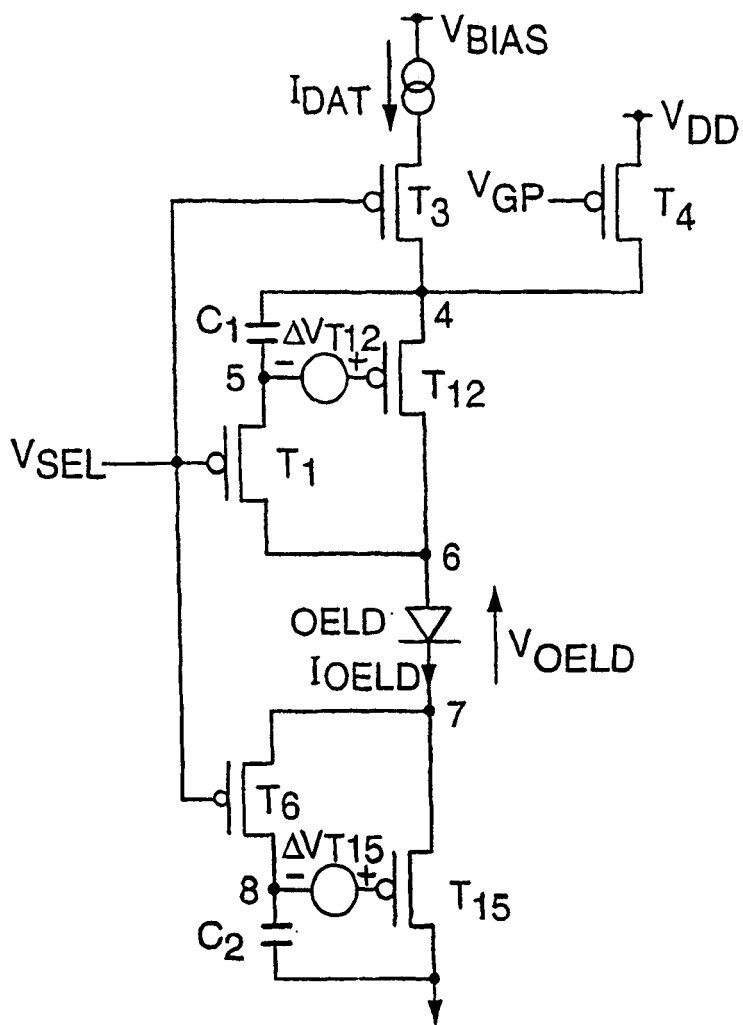 VBIAS
IDAT
VDD
T3
VGP
T4
4
C1
ΔVT12
5
- +
T12
VSEL
T1
6
OELD
VOELD
IOELD
7
T6
ΔVT15
8
- +
T15
C2